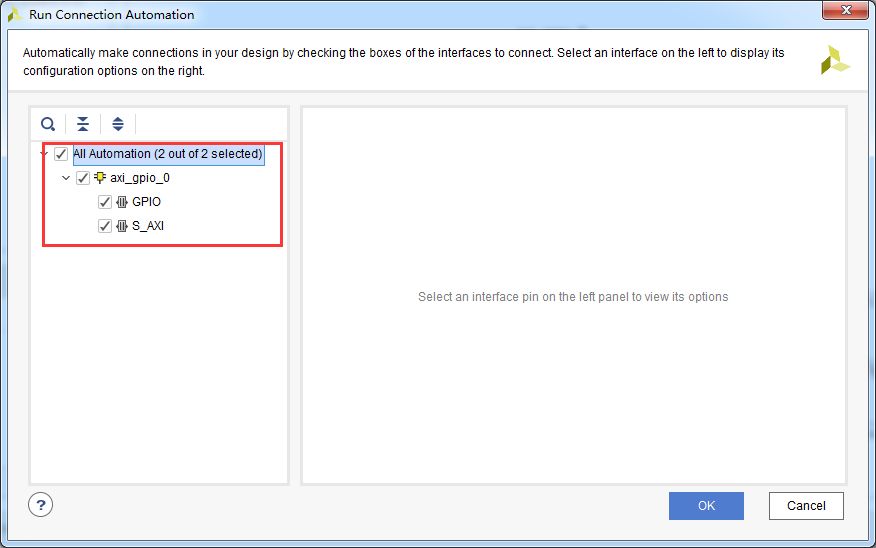 Run Connection Automation
Automatically make connections in your design by checking the boxes of the interfaces to connect. Select an interface on the left to display its
configuration options on the right.
All Automation (2 out of 2 selected)
axi_gpio_0
GPIO
S_AXI
Select an interface pin on the left panel to view its options
?
OK
Cancel